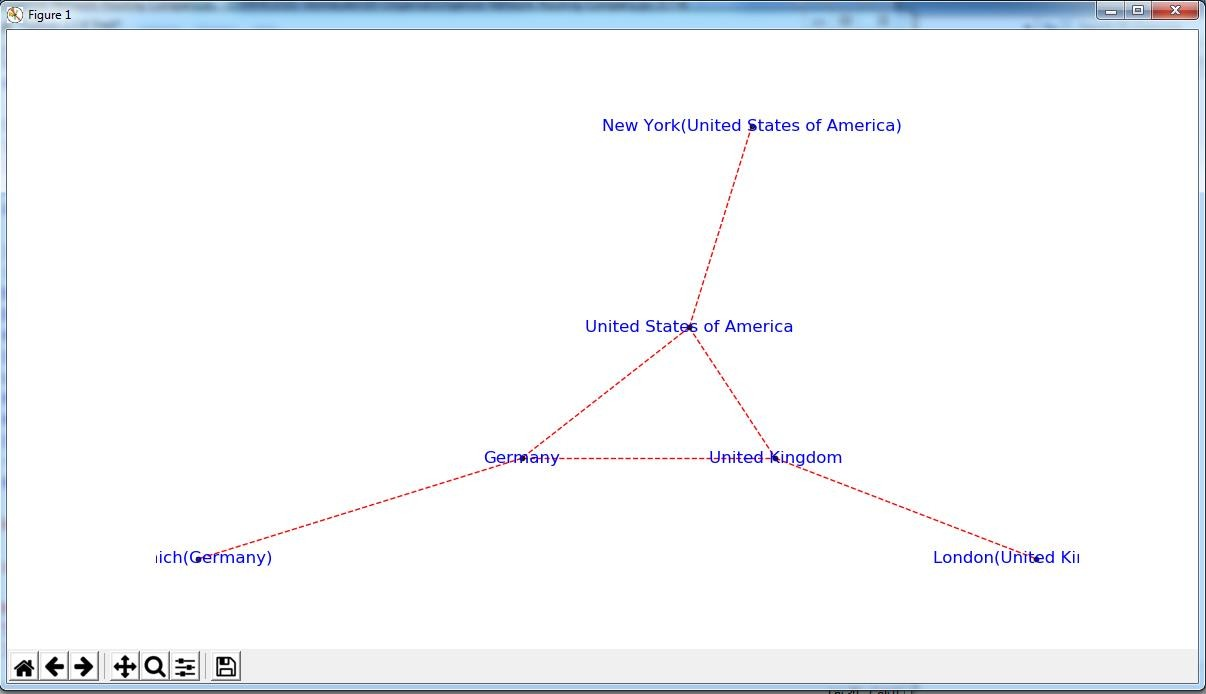 Figure 1
New York(United States of America)
United States of America
Germany
United Kingdom
ich(Germany)
London(United Ki